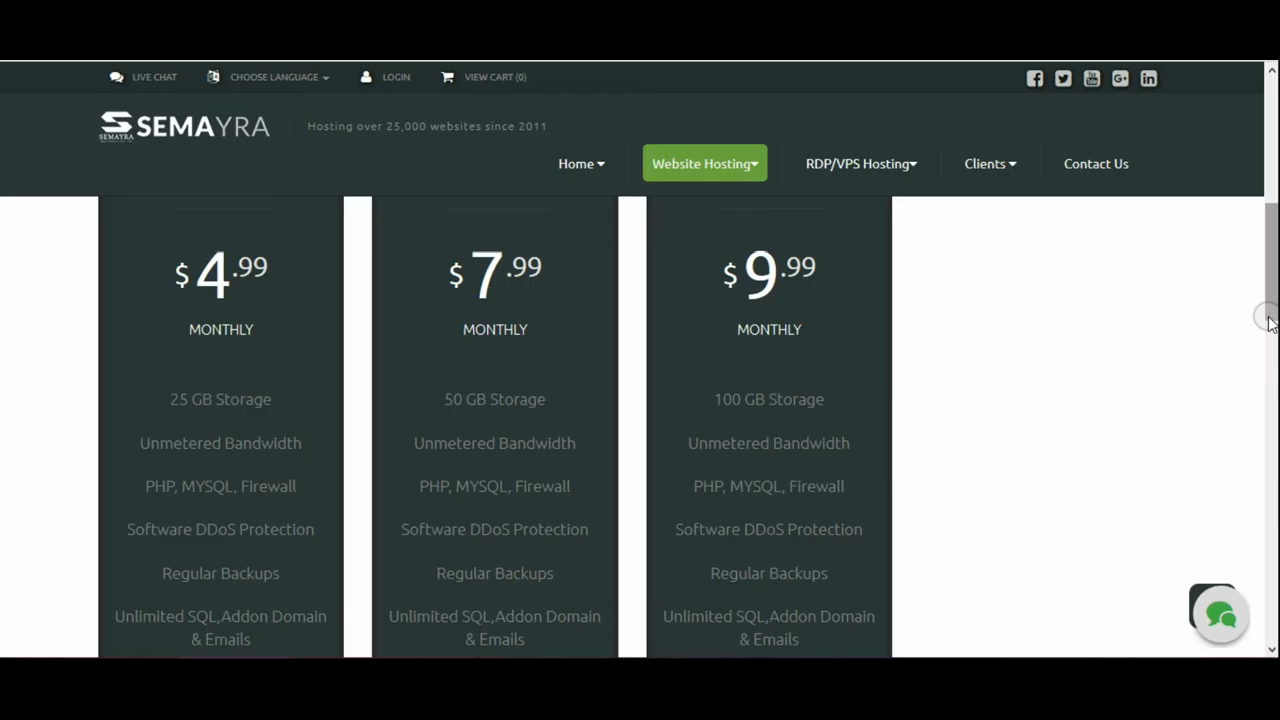 LIVE CHAT CHOOSE LANGUAGE LOGIN VIEW CART (0)
SEMAYRA Hosting over 25,000 websites since 2011
Home Website Hosting RDP/VPS Hosting Clients Contact Us
$4.99 $7.99 $9.99
MONTHLY MONTHLY MONTHLY
25 GB Storage 50 GB Storage 100 GB Storage
Unmetered Bandwidth Unmetered Bandwidth Unmetered Bandwidth
PHP, MYSQL, Firewall PHP, MYSQL, Firewall PHP, MYSQL, Firewall
Software DDoS Protection Software DDoS Protection Software DDoS Protection
Regular Backups Regular Backups Regular Backups
Unlimited SQL,Addon Domain Unlimited SQL,Addon Domain Unlimited SQL,Addon Domain
& Emails & Emails & Emails